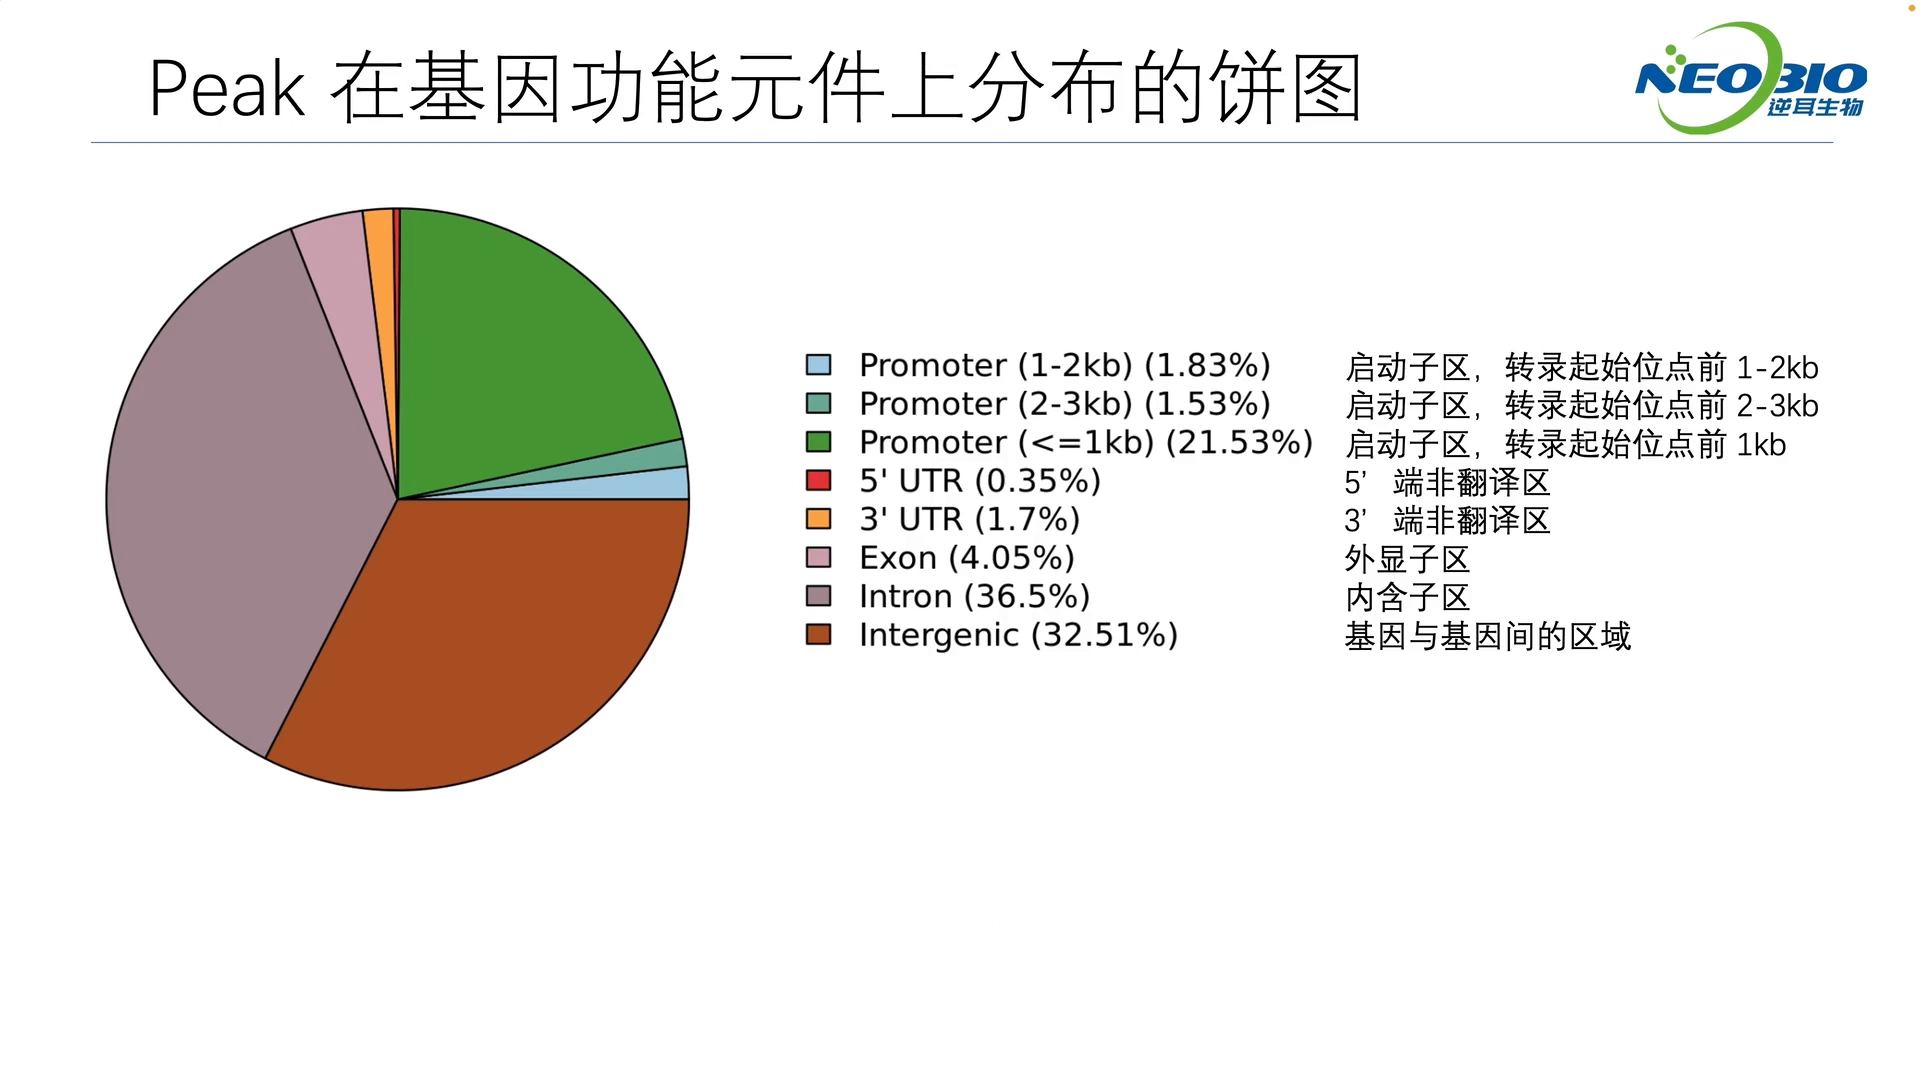 Peak 在基因功能元件上分布的饼图
NEOBIO
逆耳生物
Promoter (1-2kb) (1.83%) 启动子区，转录起始位点前 1-2kb
Promoter (2-3kb) (1.53%) 启动子区，转录起始位点前 2-3kb
Promoter (<=1kb) (21.53%) 启动子区，转录起始位点前 1kb
5' UTR (0.35%) 5’ 端非翻译区
3' UTR (1.7%) 3’ 端非翻译区
Exon (4.05%) 外显子区
Intron (36.5%) 内含子区
Intergenic (32.51%) 基因与基因间的区域